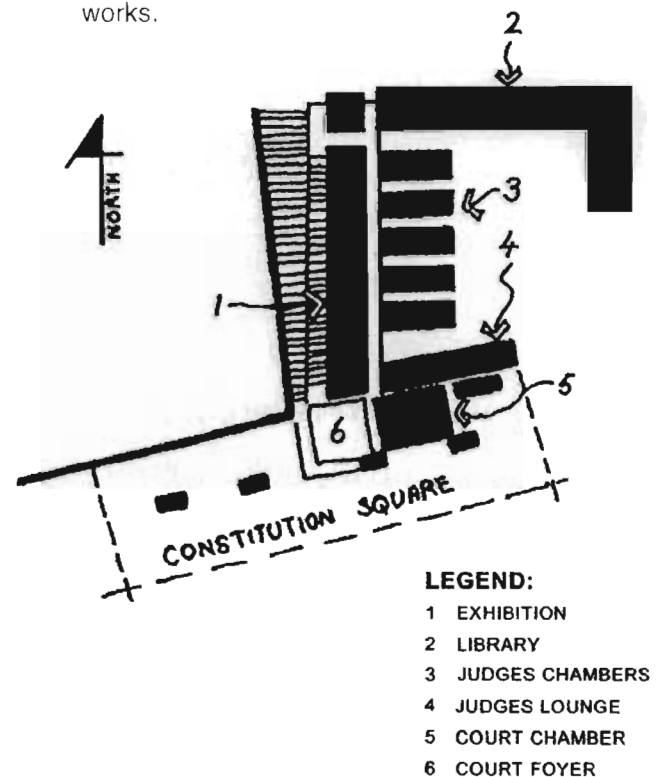 works.
2
NORTH
3
4
1
5
6
CONSTITUTION SQUARE
LEGEND:
1 EXHIBITION
2 LIBRARY
3 JUDGES CHAMBERS
4 JUDGES LOUNGE
5 COURT CHAMBER
6 COURT FOYER